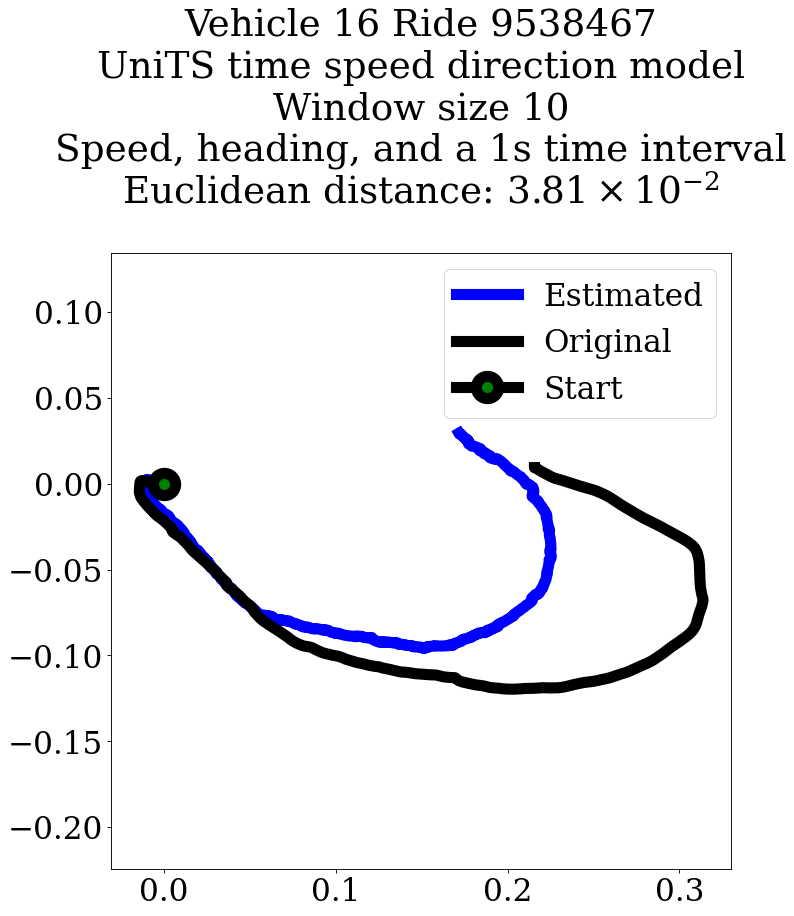 Vehicle 16 Ride 9538467
UniTS time speed direction model
Window size 10
Speed, heading, and a 1s time interval
Euclidean distance: 3.81 × 10⁻²
Estimated
Original
Start
0.10
0.05
0.00
−0.05
−0.10
−0.15
−0.20
0.0 0.1 0.2 0.3